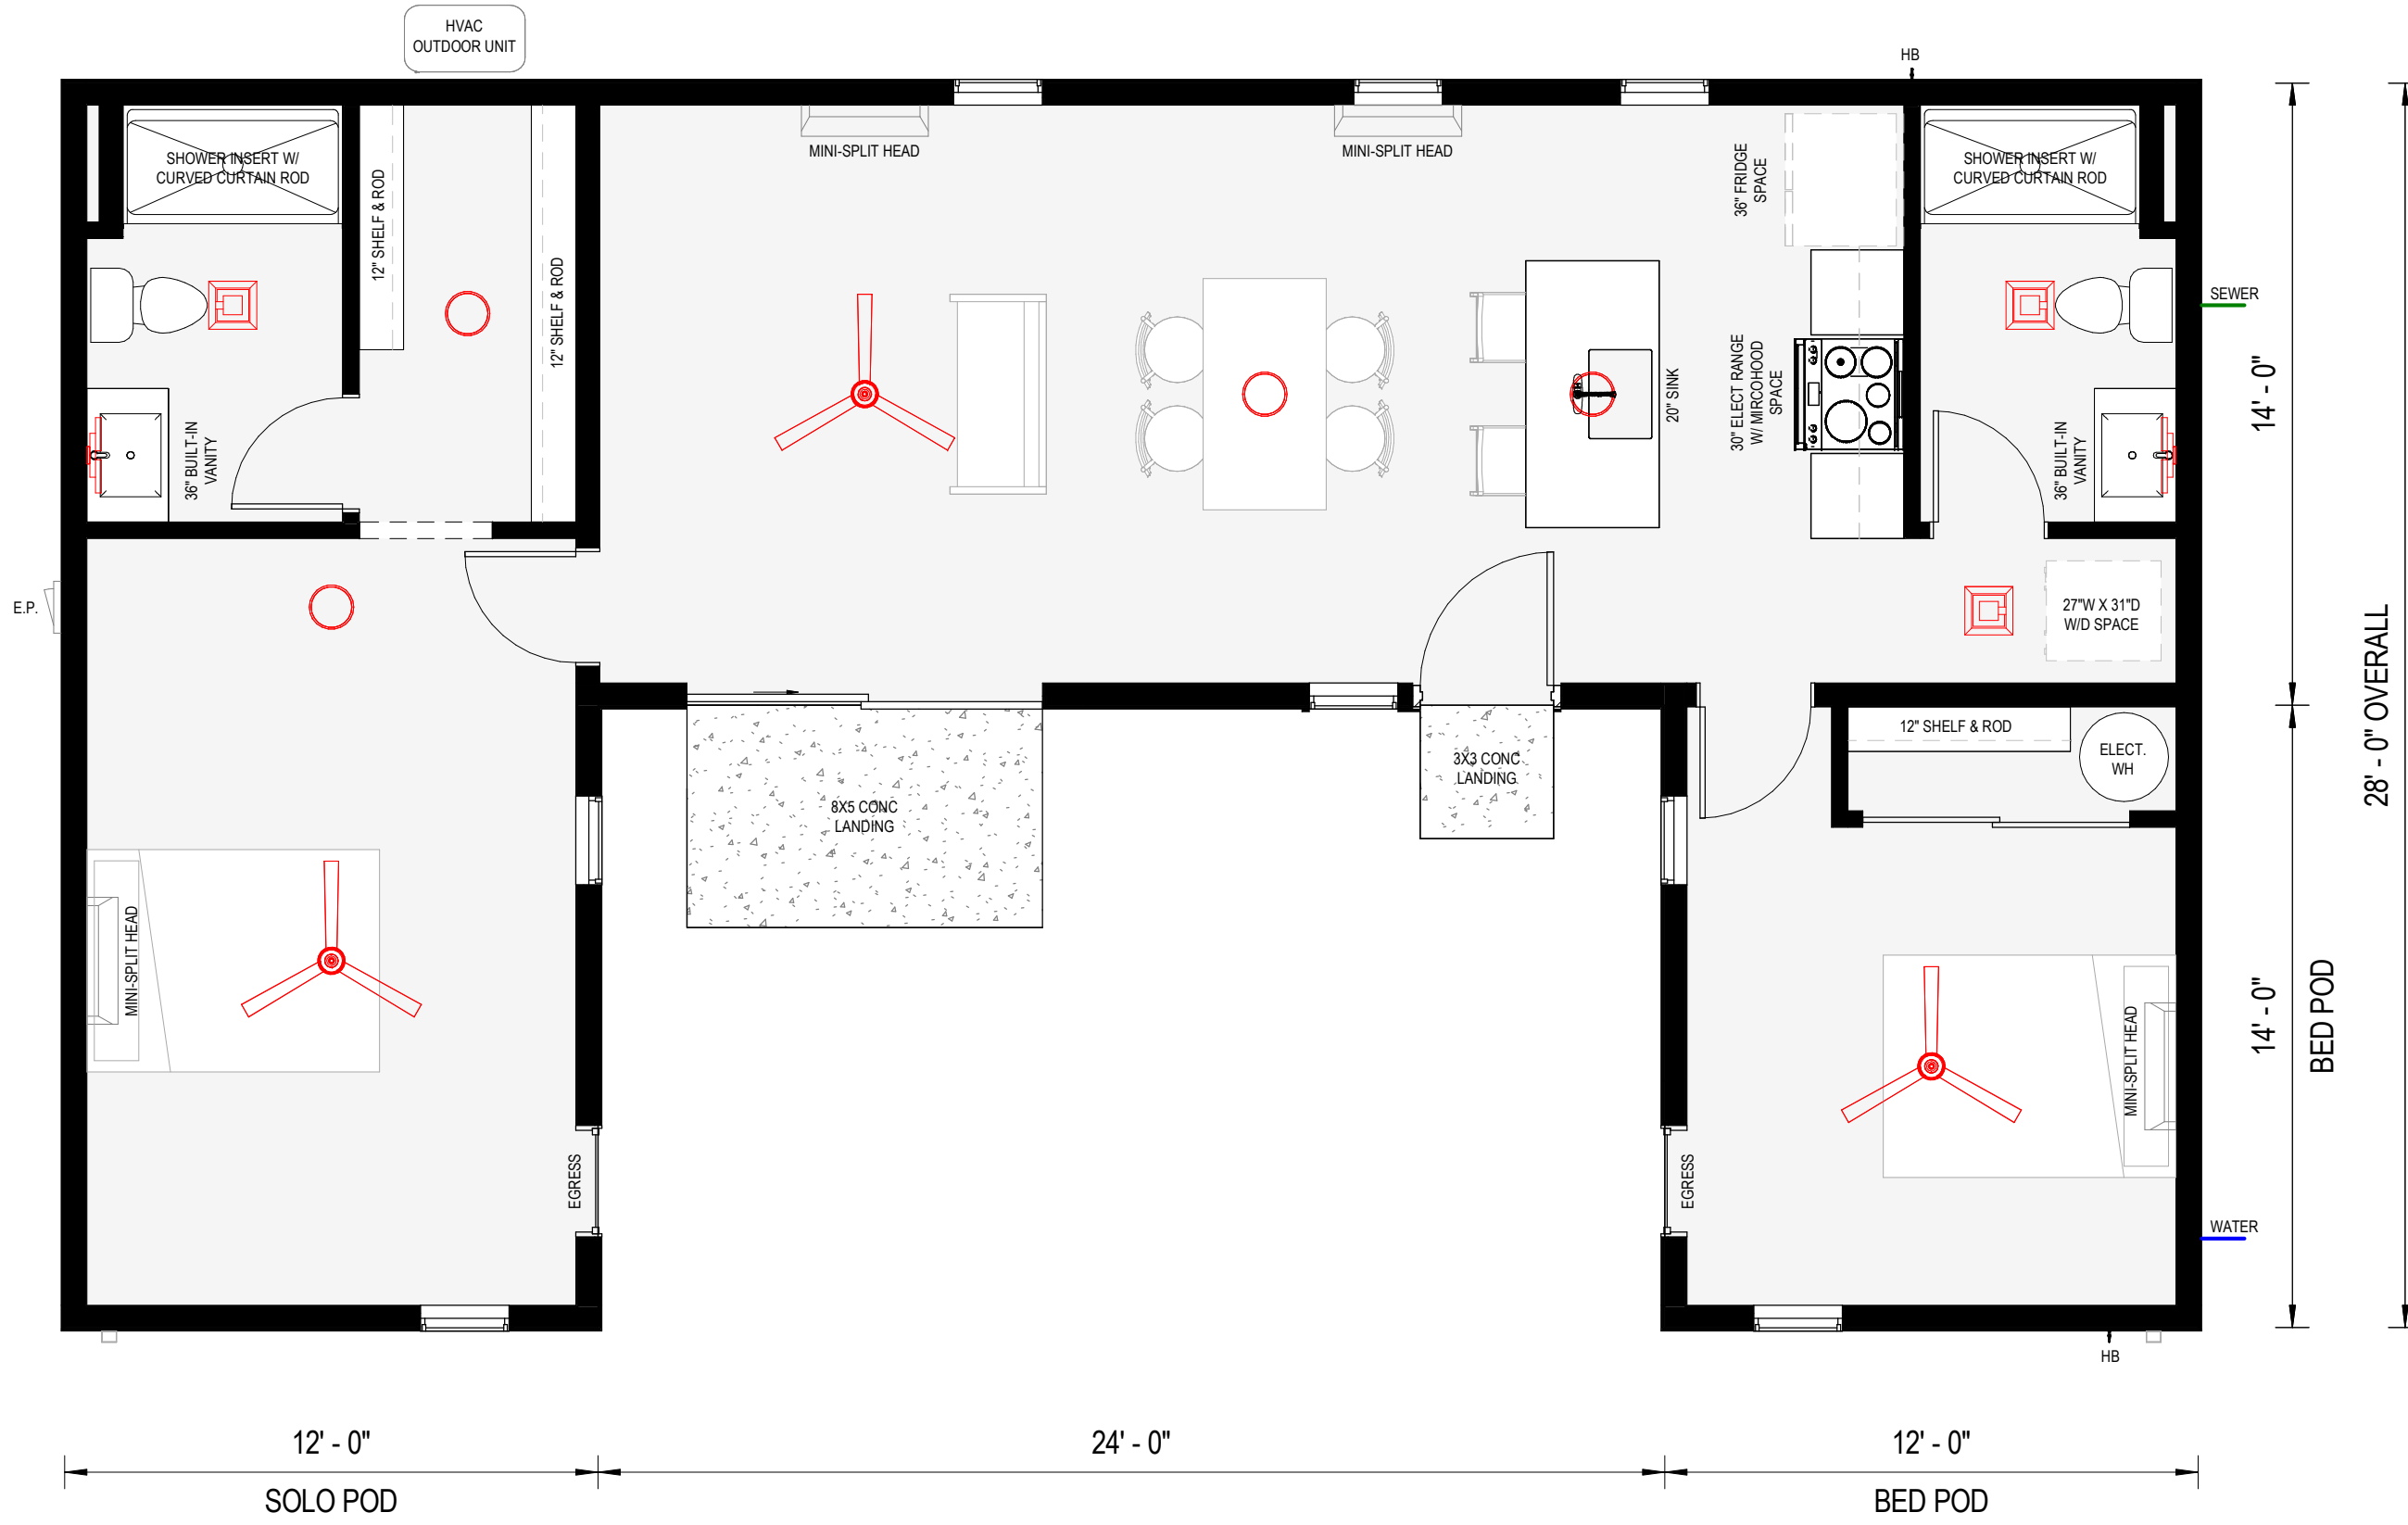 HVAC
OUTDOOR UNIT
HB
SHOWER INSERT W/
CURVED CURTAIN ROD
12" SHELF & ROD
12" SHELF & ROD
MINI-SPLIT HEAD
MINI-SPLIT HEAD
36" FRIDGE
SPACE
SHOWER INSERT W/
CURVED CURTAIN ROD
SEWER
36" BUILT-IN
VANITY
20" SINK
30" ELECT RANGE
W/ MIRCOHOOD
SPACE
36" BUILT-IN
VANITY
14' - 0"
E.P.
27"W X 31"D
W/D SPACE
28' - 0" OVERALL
12" SHELF & ROD
ELECT.
WH
8X5 CONC
LANDING
3X3 CONC
LANDING
MINI-SPLIT HEAD
MINI-SPLIT HEAD
14' - 0"
BED POD
EGRESS
EGRESS
WATER
HB
12' - 0"
24' - 0"
12' - 0"
SOLO POD
BED POD